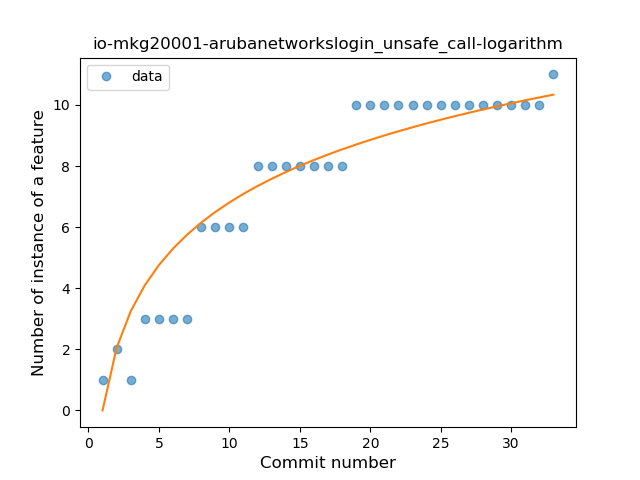 io-mkg20001-arubanetworkslogin_unsafe_call-logarithm
data
Number of instance of a feature
10
8
6
4
2
0
0 5 10 15 20 25 30
Commit number